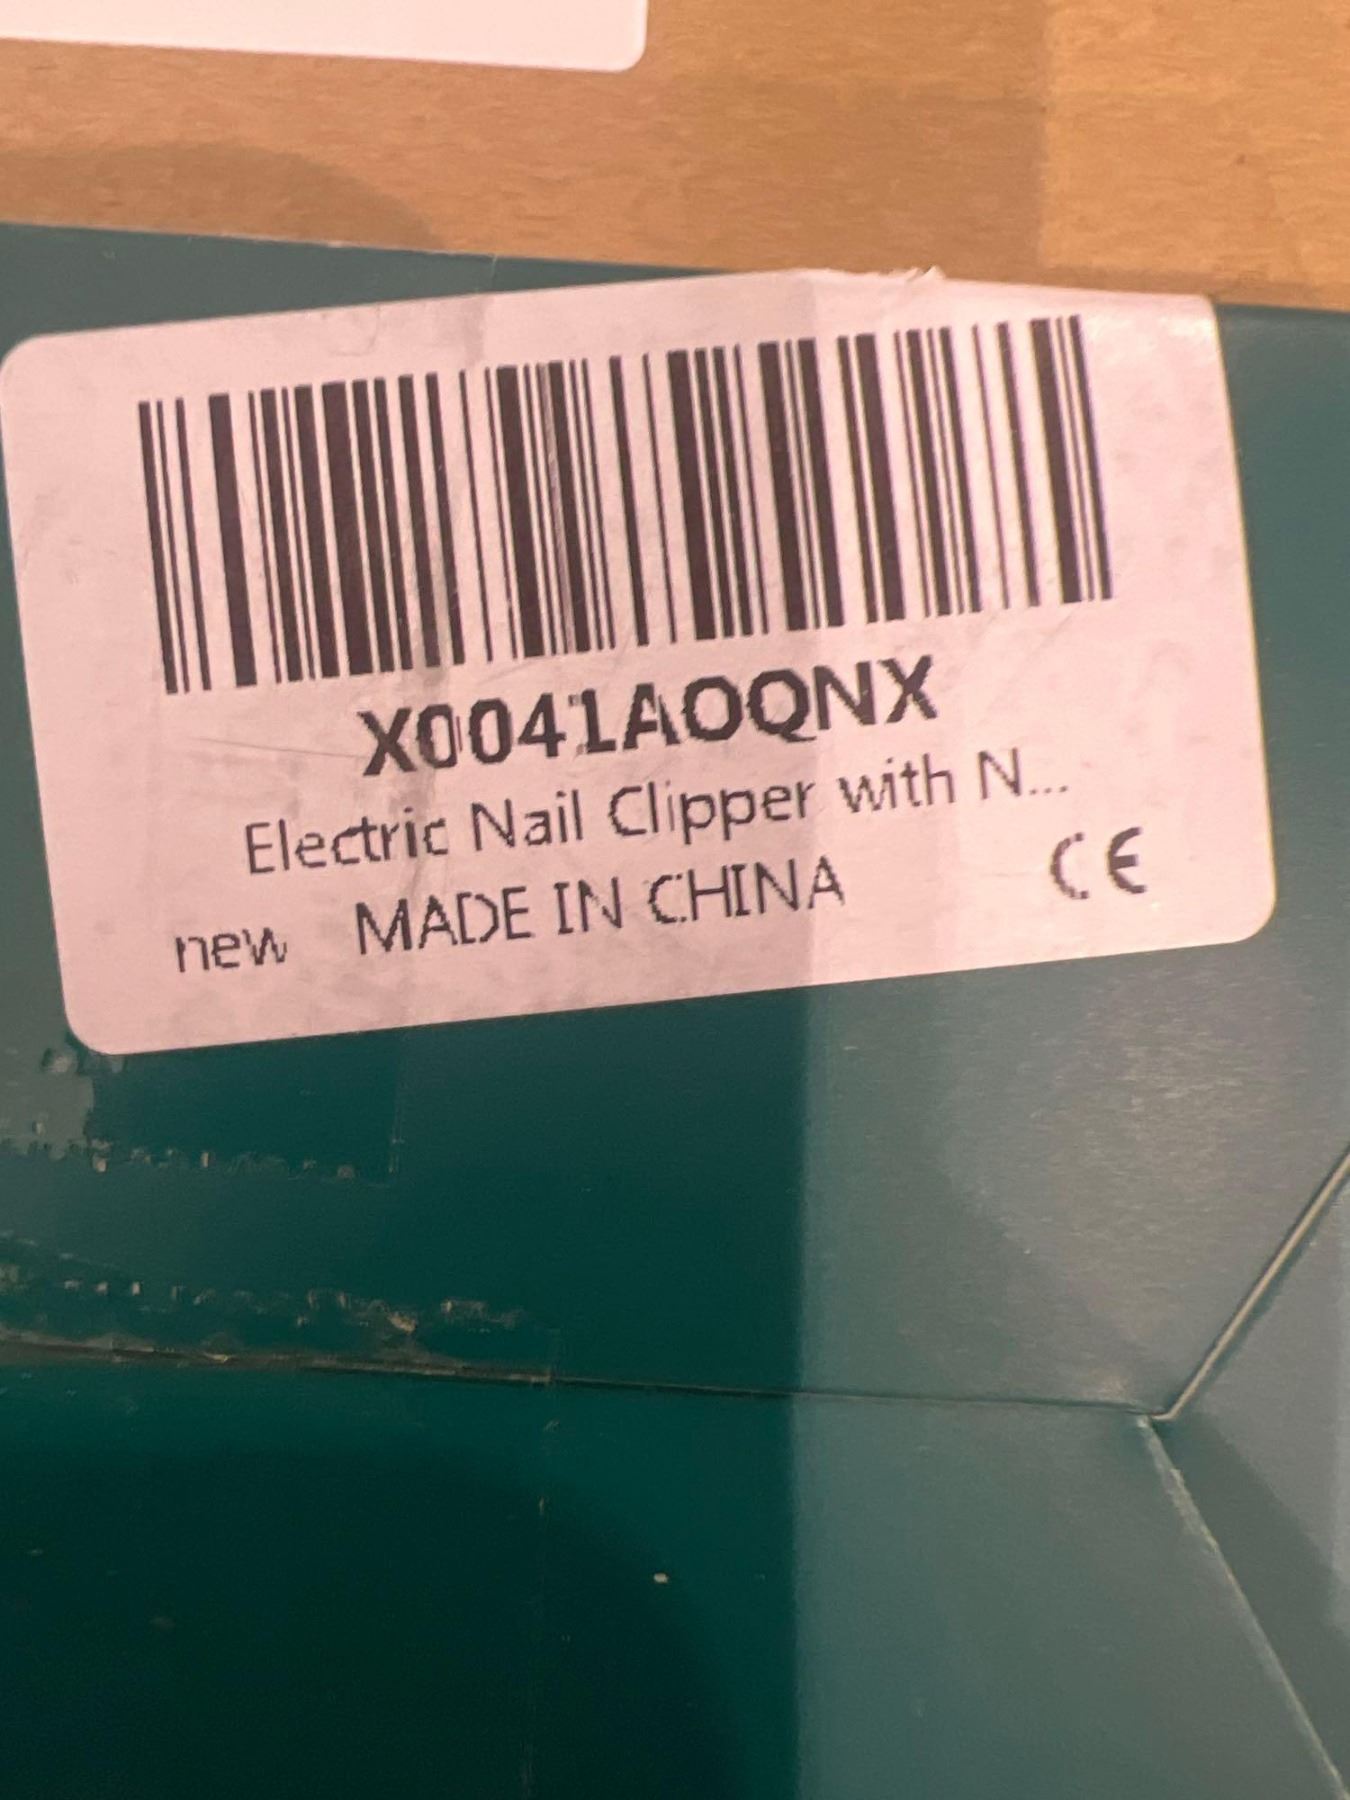 X0041AOQNX
Electric Nail Clipper with N...
new MADE IN CHINA CE